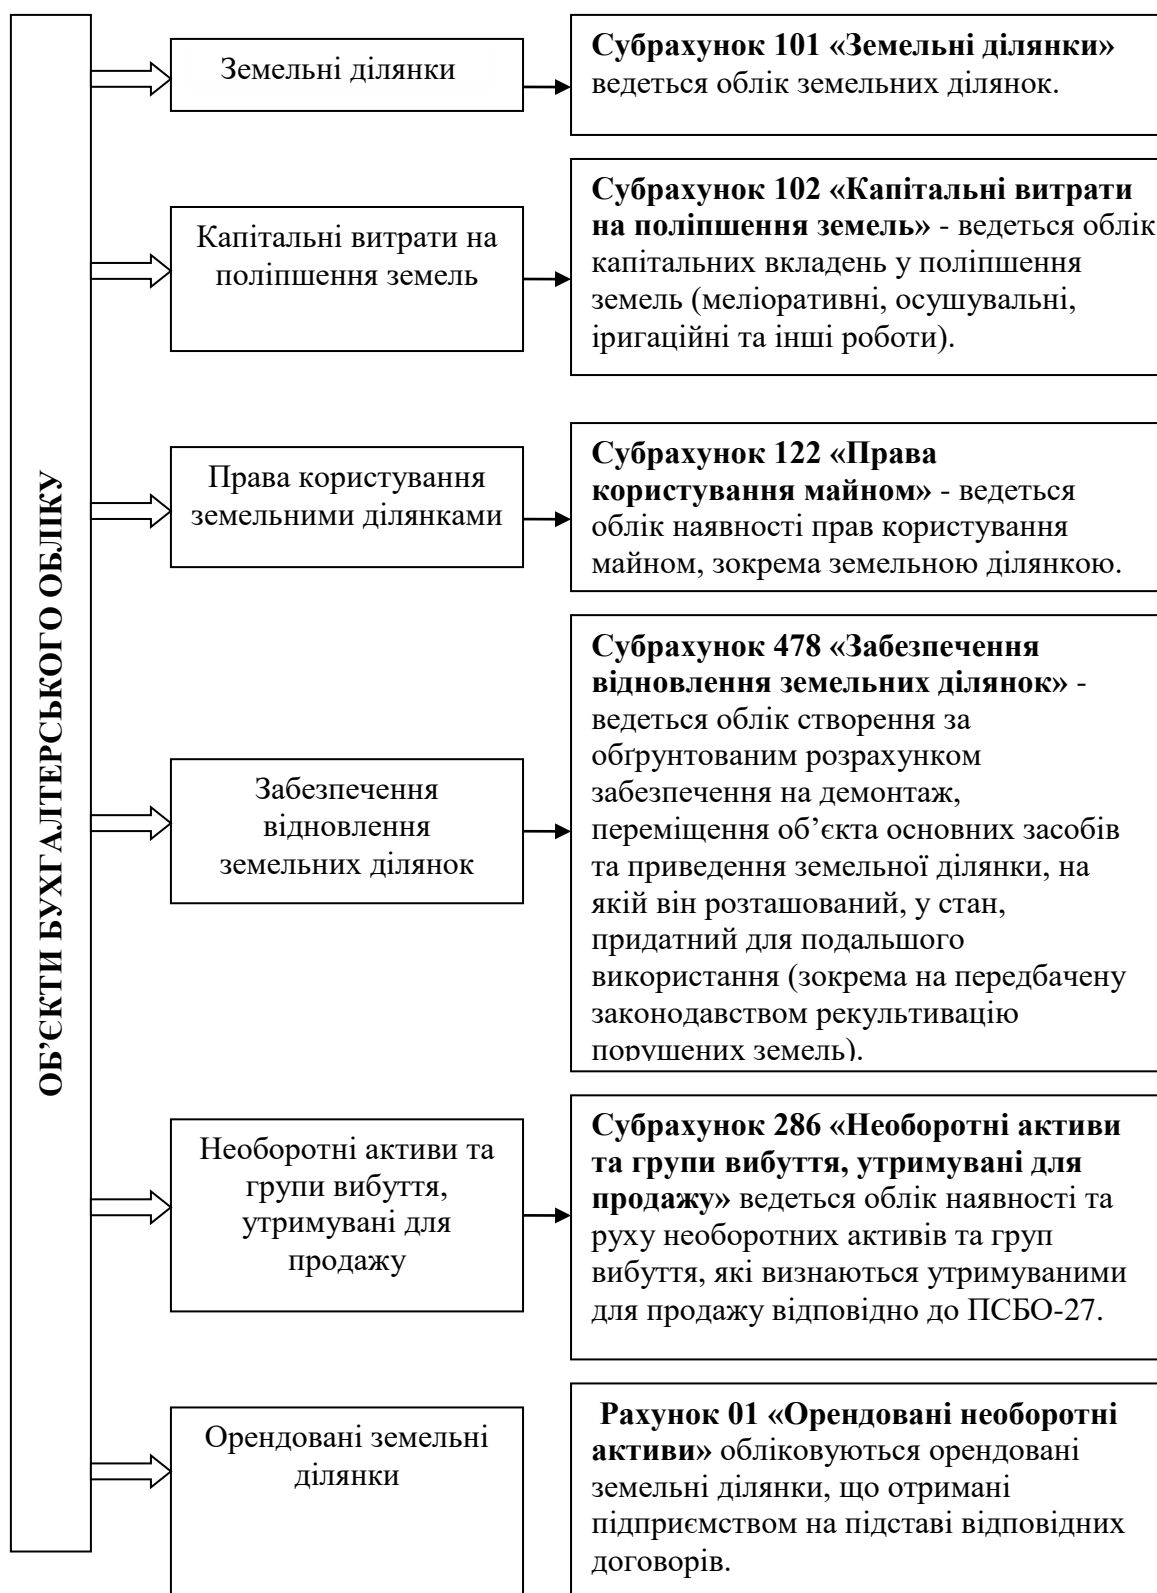 ОБ’ЄКТИ БУХГАЛТЕРСЬКОГО ОБЛІКУ
Земельні ділянки
Субрахунок 101 «Земельні ділянки»
ведеться облік земельних ділянок.
Капітальні витрати на
поліпшення земель
Субрахунок 102 «Капітальні витрати
на поліпшення земель» - ведеться облік
капітальних вкладень у поліпшення
земель (меліоративні, осушувальні,
іригаційні та інші роботи).
Права користування
земельними ділянками
Субрахунок 122 «Права
користування майном» - ведеться
облік наявності прав користування
майном, зокрема земельною ділянкою.
Забезпечення
відновлення
земельних ділянок
Субрахунок 478 «Забезпечення
відновлення земельних ділянок» -
ведеться облік створення за
обґрунтованим розрахунком
забезпечення на демонтаж,
переміщення об’єкта основних засобів
та приведення земельної ділянки, на
якій він розташований, у стан,
придатний для подальшого
використання (зокрема на передбачену
законодавством рекультивацію
порушених земель).
Необоротні активи та
групи вибуття,
утримувані для
продажу
Субрахунок 286 «Необоротні активи
та групи вибуття, утримувані для
продажу» ведеться облік наявності та
руху необоротних активів та груп
вибуття, які визнаються утримуваними
для продажу відповідно до ПСБО-27.
Орендовані земельні
ділянки
Рахунок 01 «Орендовані необоротні
активи» обліковуються орендовані
земельні ділянки, що отримані
підприємством на підставі відповідних
договорів.